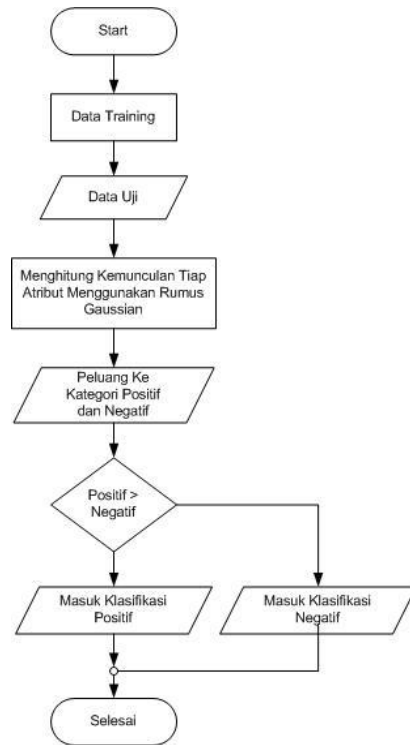 Start
Data Training
Data Uji
Menghitung Kemunculan Tiap
Atribut Menggunakan Rumus
Gaussian
Peluang Ke
Kategori Positif
dan Negatif
Positif >
Negatif
Masuk Klasifikasi
Positif
Masuk Klasifikasi
Negatif
Selesai